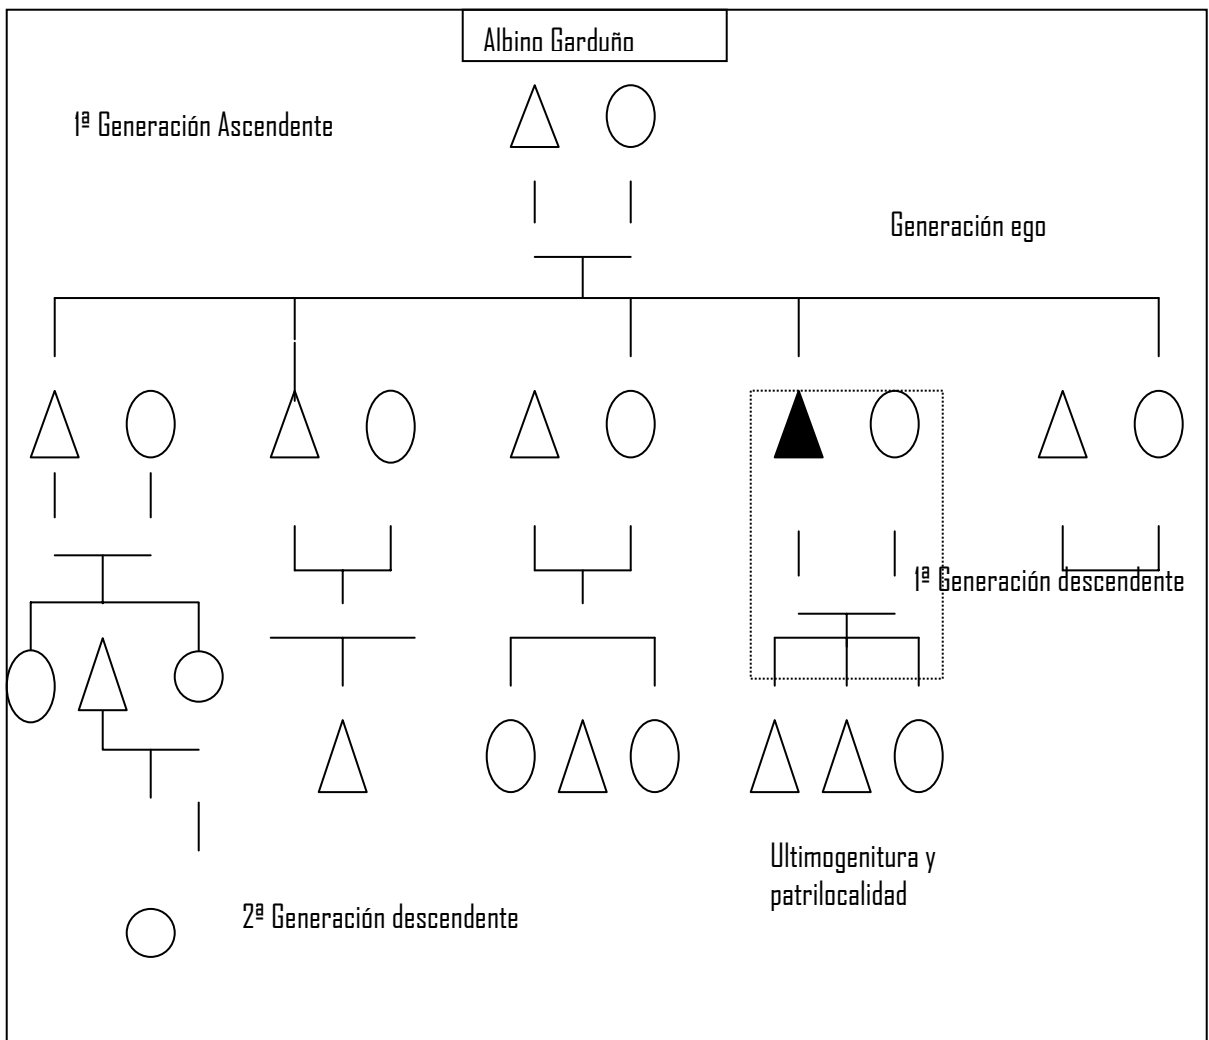 Albino Garduño
1ª Generación Ascendente
Generación ego
1ª Generación descendente
Ultimogenitura y
patrilocalidad
2ª Generación descendente